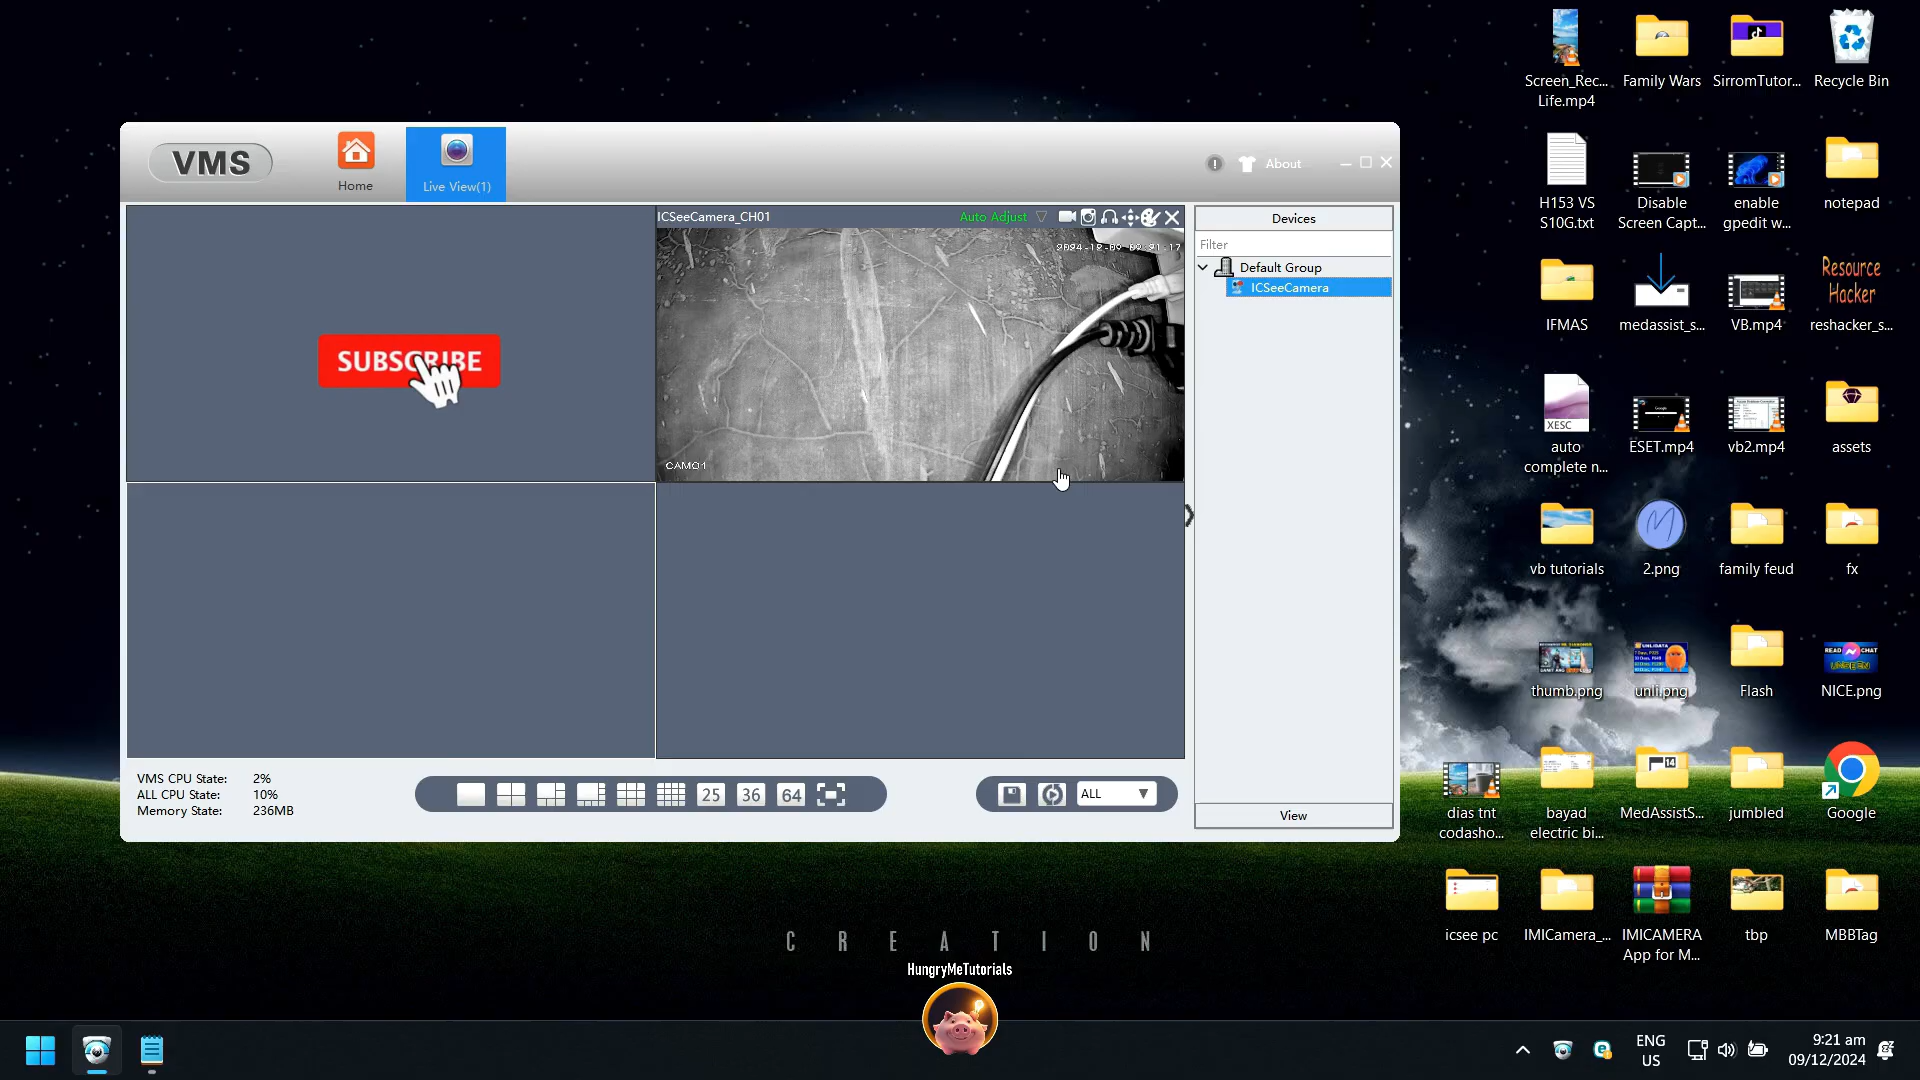 VMS
Home
Live View(1)
About
ICSeeCamera_CH01
Auto Adjust
CAM01
SUBSCRIBE
Devices
Filter
Default Group
ICSeeCamera
View
VMS CPU State: 2%
ALL CPU State: 10%
Memory State: 236MB
25
36
64
ALL
Screen_Rec...
Life.mp4
Family Wars
SirromTutor...
Recycle Bin
H153 VS
S10G.txt
Disable
Screen Capt...
enable
gpedit w...
notepad
IFMAS
medassist_s...
VB.mp4
Resource
Hacker
reshacker_s...
XESC
auto
complete n...
ESET.mp4
vb2.mp4
assets
vb tutorials
2.png
family feud
fx
thumb.png
unli.png
Flash
READ CHAT
UNSEEN
NICE.png
dias tnt
codasho...
bayad
electric bi...
14
MedAssistS...
jumbled
Google
icsee pc
IMICamera_...
IMICAMERA
App for M...
tbp
MBBTag
CREATION
HungryMeTutorials
ENG
US
9:21 am
09/12/2024